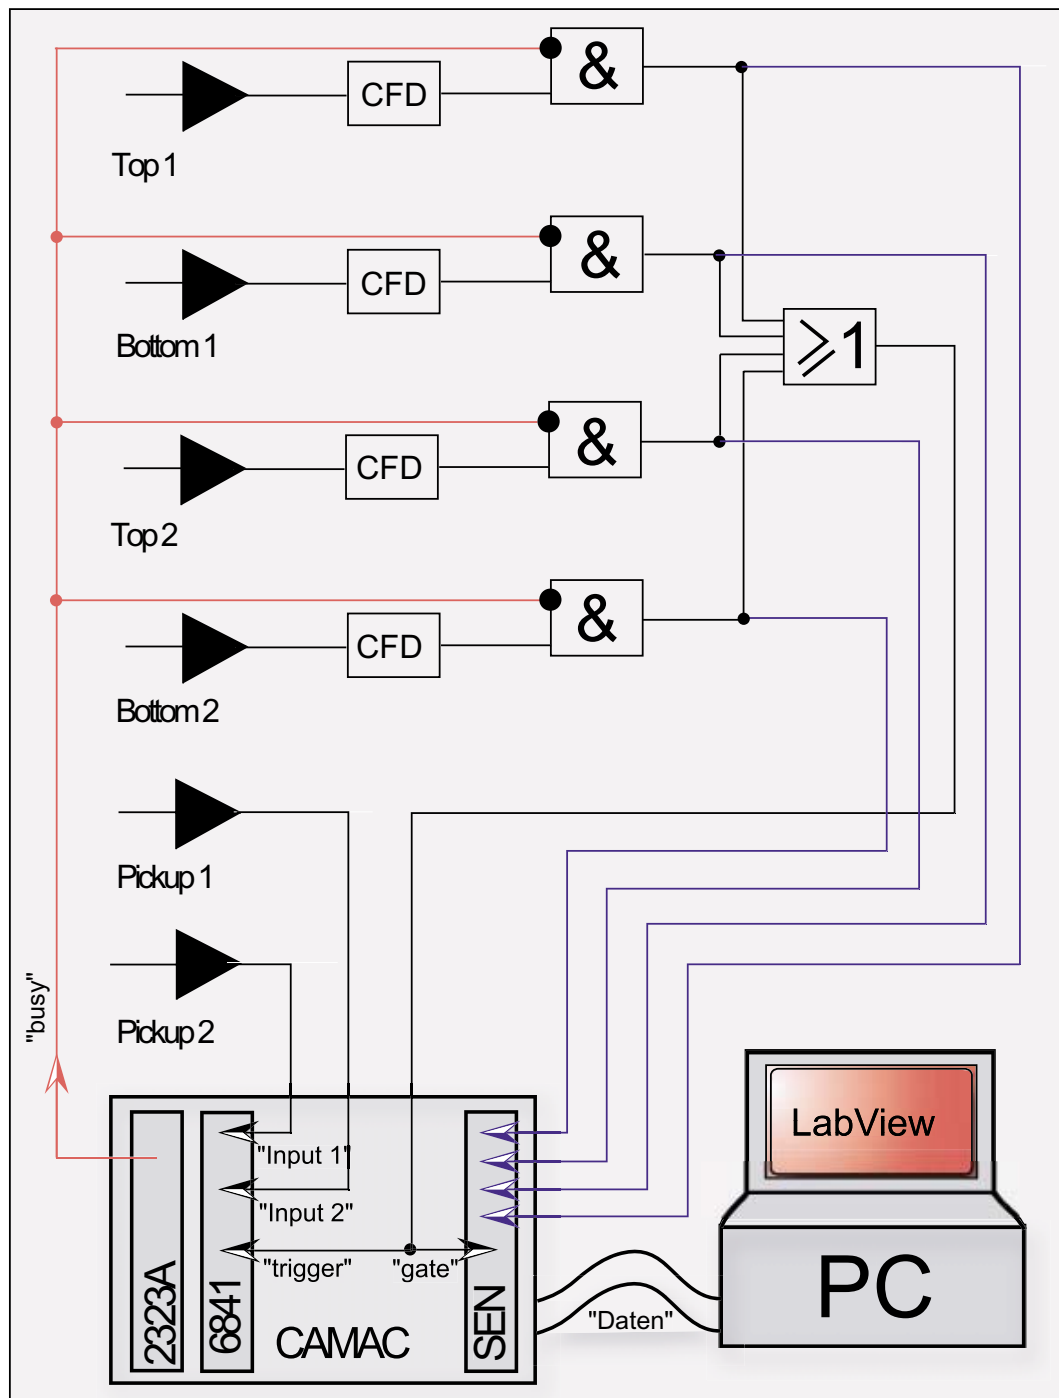 &
CFD
Top 1
&
CFD
Bottom 1
≥1
&
CFD
Top 2
&
CFD
Bottom 2
Pickup 1
Pickup 2
"busy"
"Input 1"
"Input 2"
"trigger"
"gate"
2323A
6841
CAMAC
SEN
"Daten"
LabView
PC